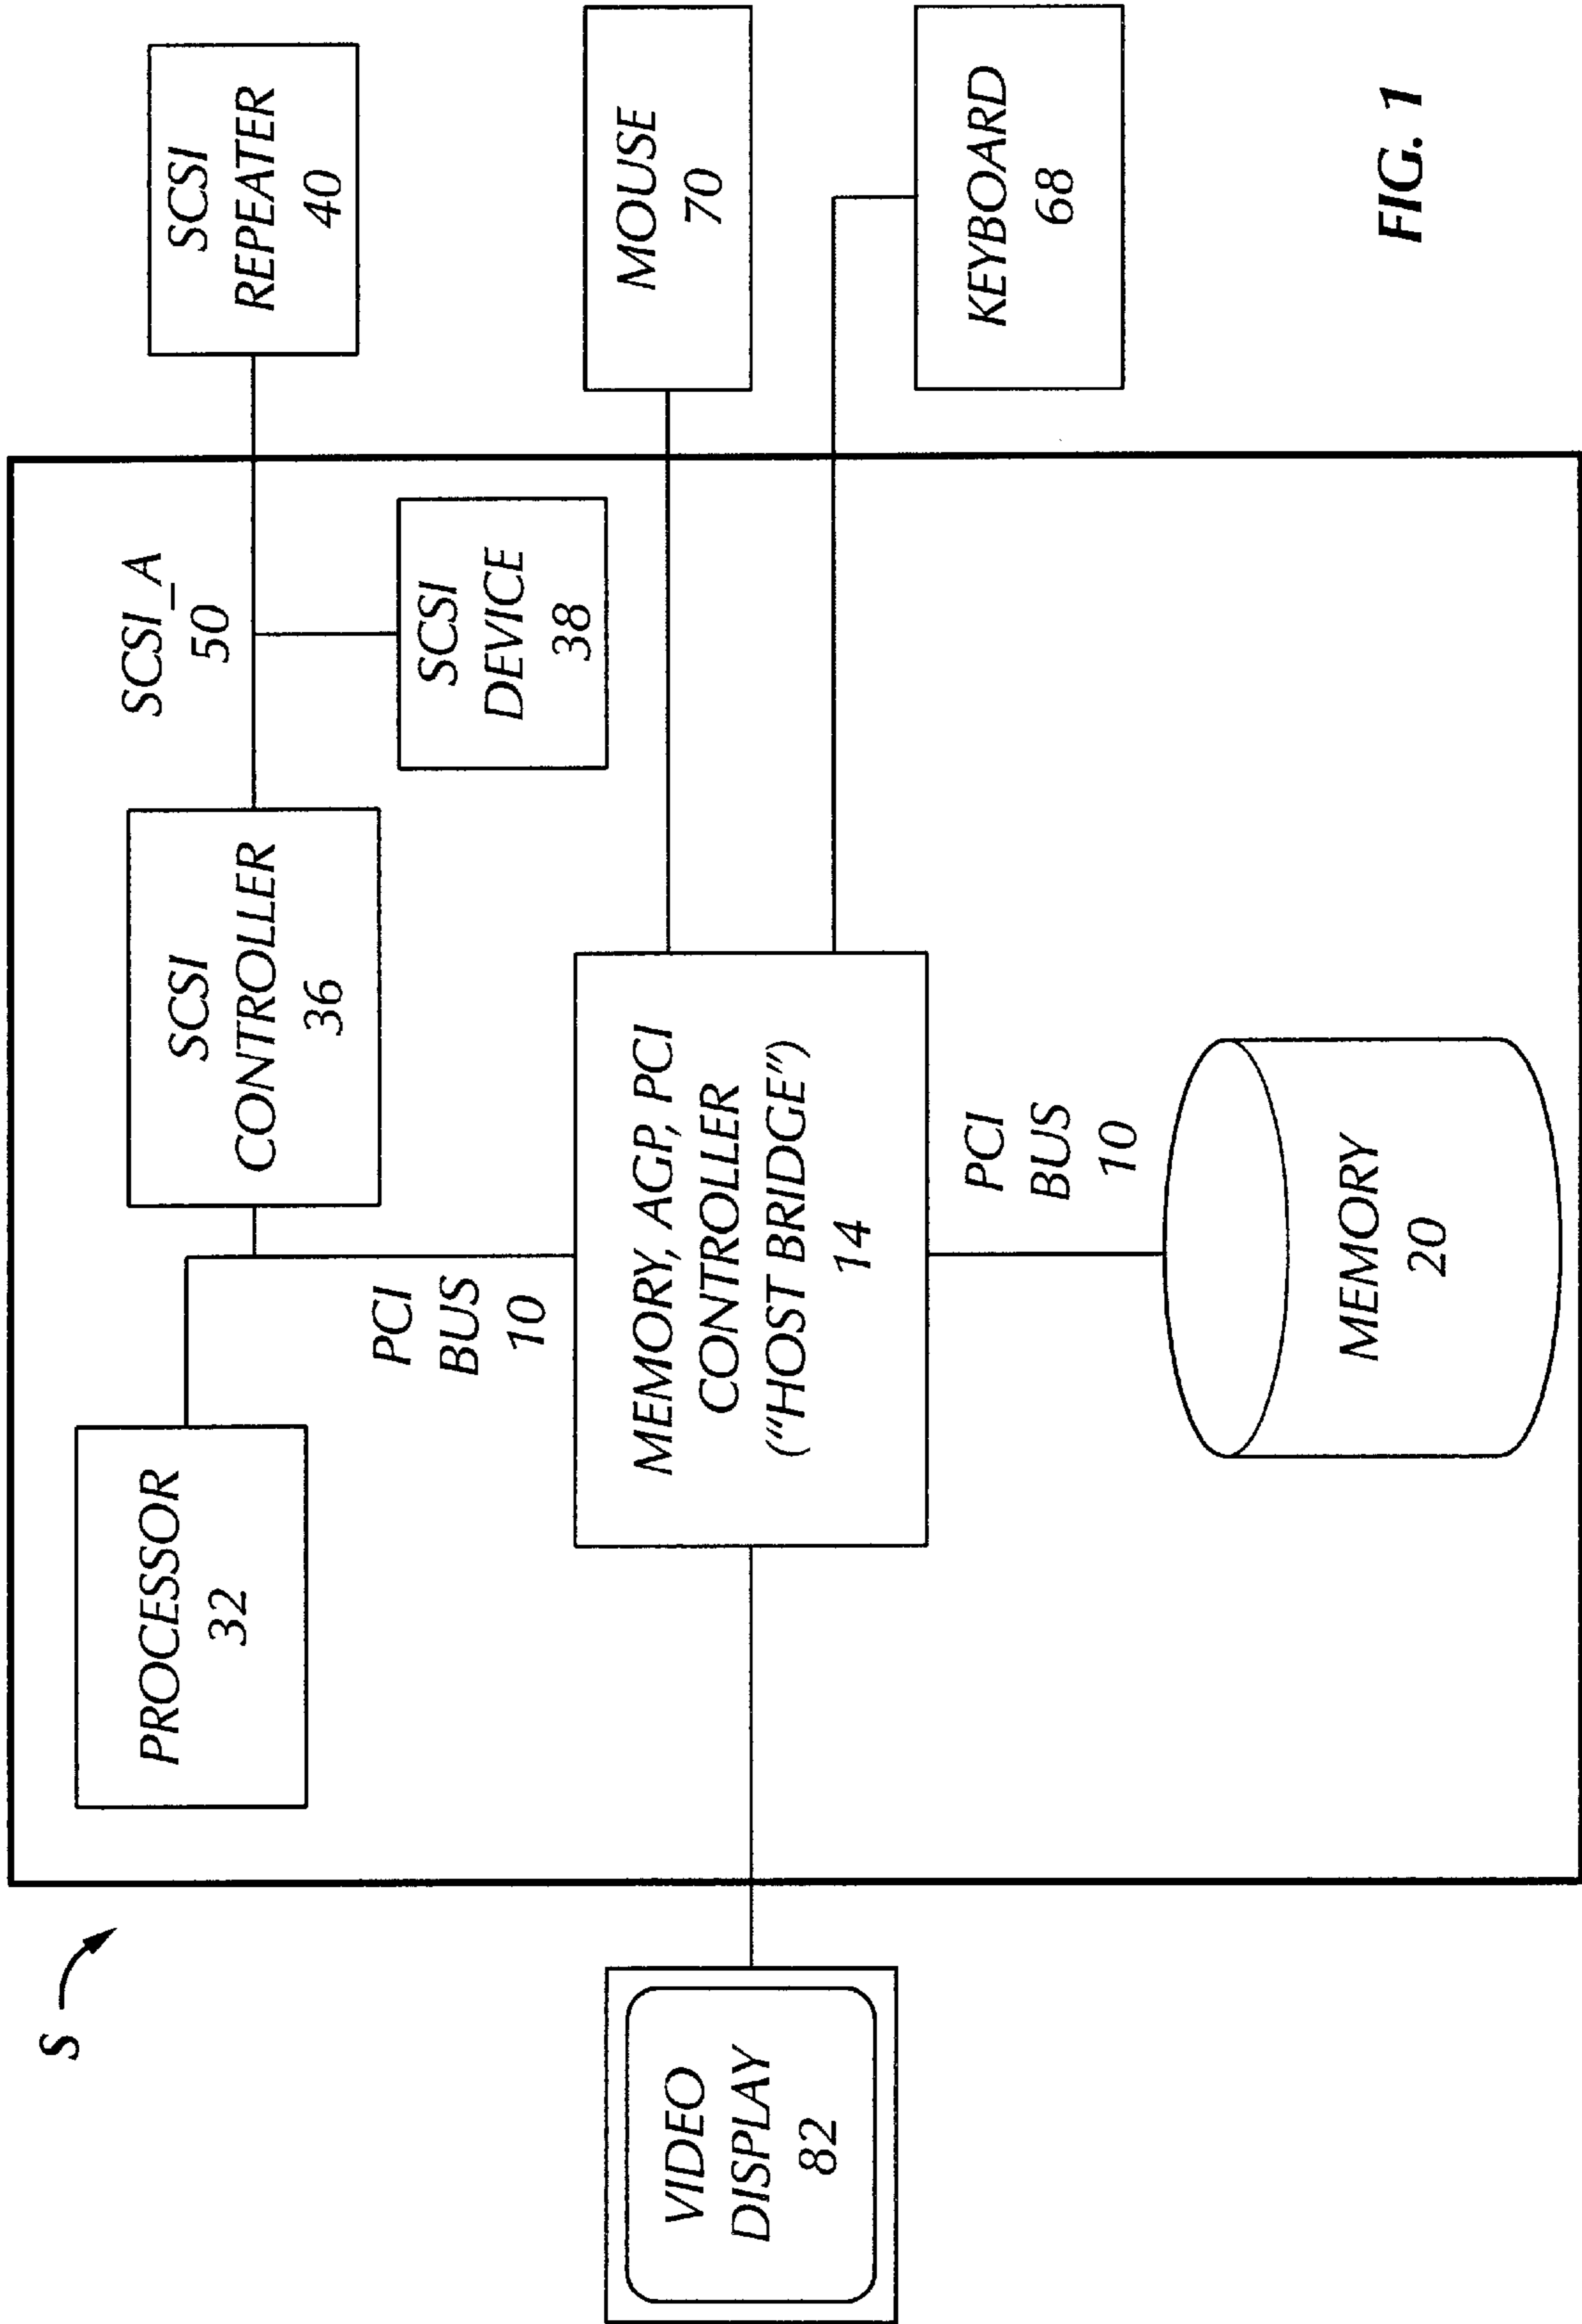 S
PROCESSOR
32
SCSI
CONTROLLER
36
SCSI_A
50
SCSI
REPEATER
40
SCSI
DEVICE
38
PCI
BUS
10
VIDEO
DISPLAY
82
MEMORY, AGP, PCI
CONTROLLER
("HOST BRIDGE")
14
MOUSE
70
KEYBOARD
68
PCI
BUS
10
MEMORY
20
FIG. 1